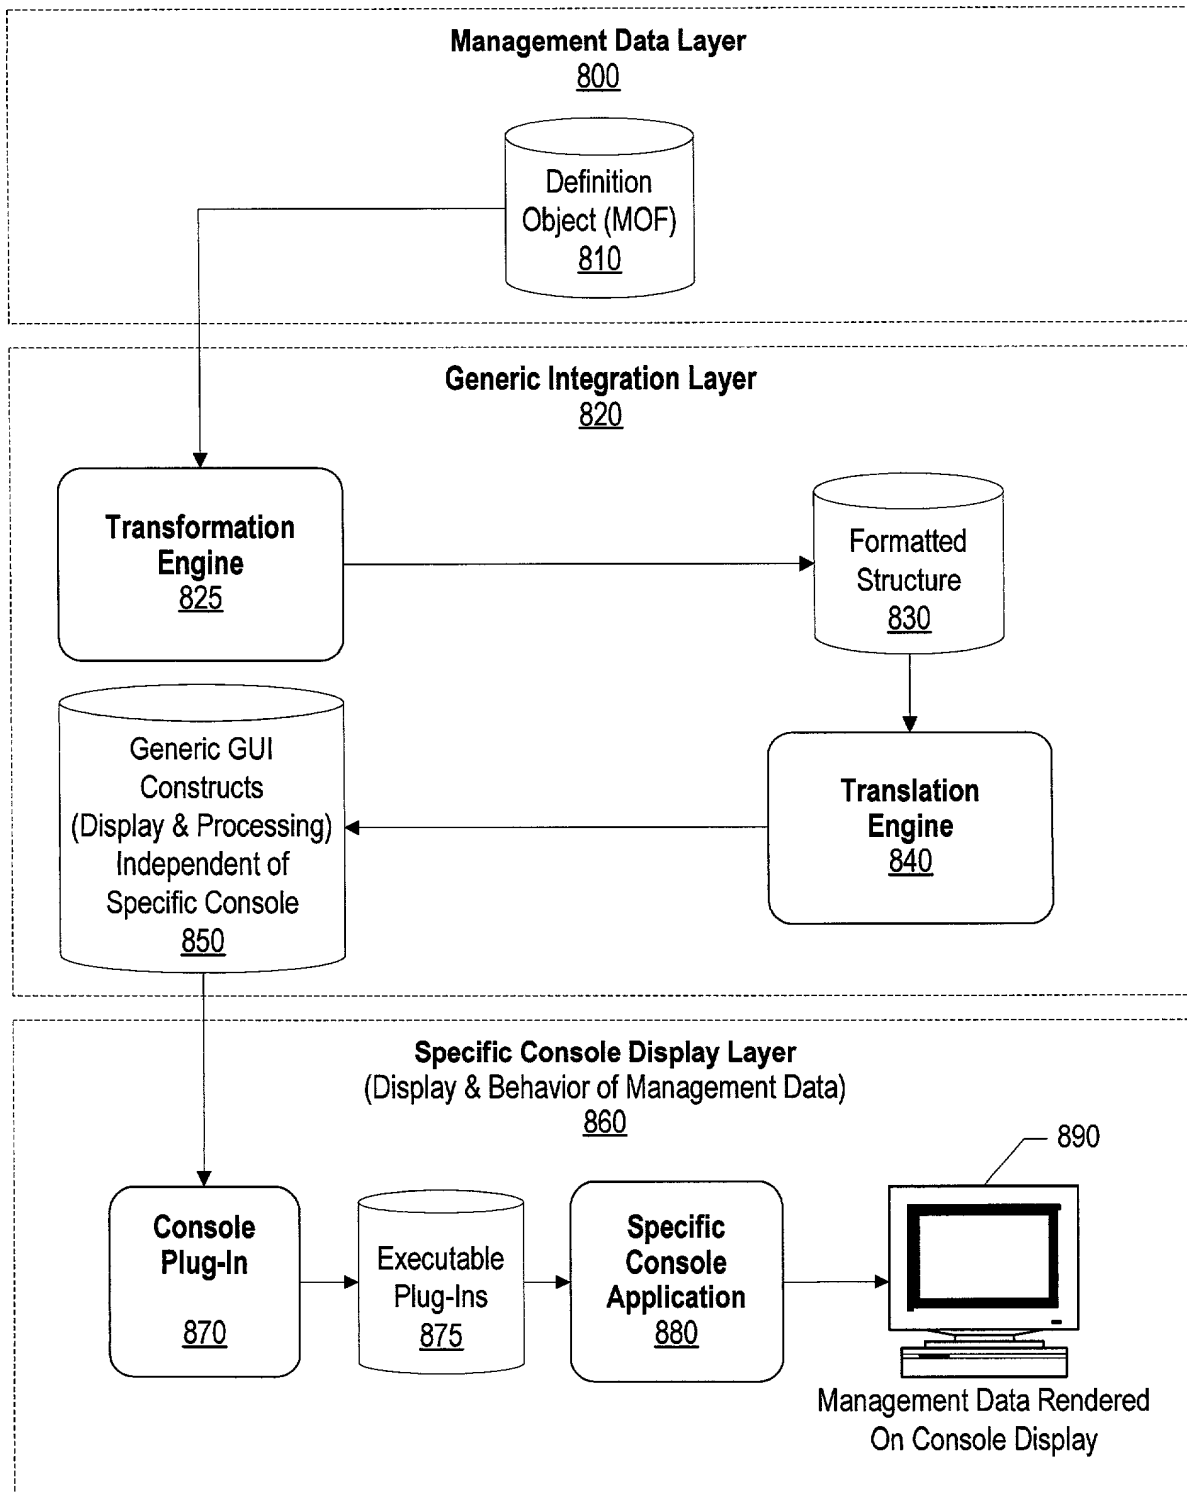 Management Data Layer
800
Definition
Object (MOF)
810
Generic Integration Layer
820
Transformation
Engine
825
Formatted
Structure
830
Generic GUI
Constructs
(Display & Processing)
Independent of
Specific Console
850
Translation
Engine
840
Specific Console Display Layer
(Display & Behavior of Management Data)
860
890
Console
Plug-In
870
Executable
Plug-Ins
875
Specific
Console
Application
880
Management Data Rendered
On Console Display